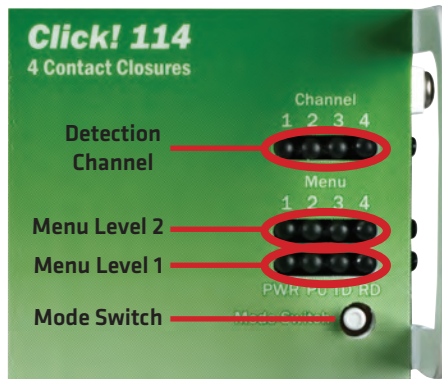 Click! 114
4 Contact Closures
Channel
1 2 3 4
Detection
Channel
Menu
1 2 3 4
Menu Level 2
Menu Level 1
PWR PU TD RD
Mode Switch
Mode Switch